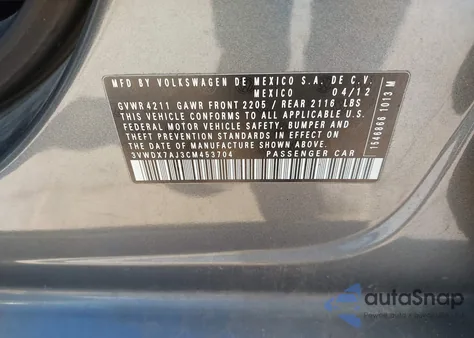 MFD BY VOLKSWAGEN DE MEXICO S.A. DE C.V.
MEXICO 04/12
GVWR 4211 GAWR FRONT 2205 / REAR 2116 LBS
THIS VEHICLE CONFORMS TO ALL APPLICABLE U.S.
FEDERAL MOTOR VEHICLE SAFETY, BUMPER AND
THEFT PREVENTION STANDARDS IN EFFECT ON
THE DATE OF MANUFACTURE SHOWN ABOVE.
3VWDX7AJ3CM453704 PASSENGER CAR
1546866 1013 M
autoSnap